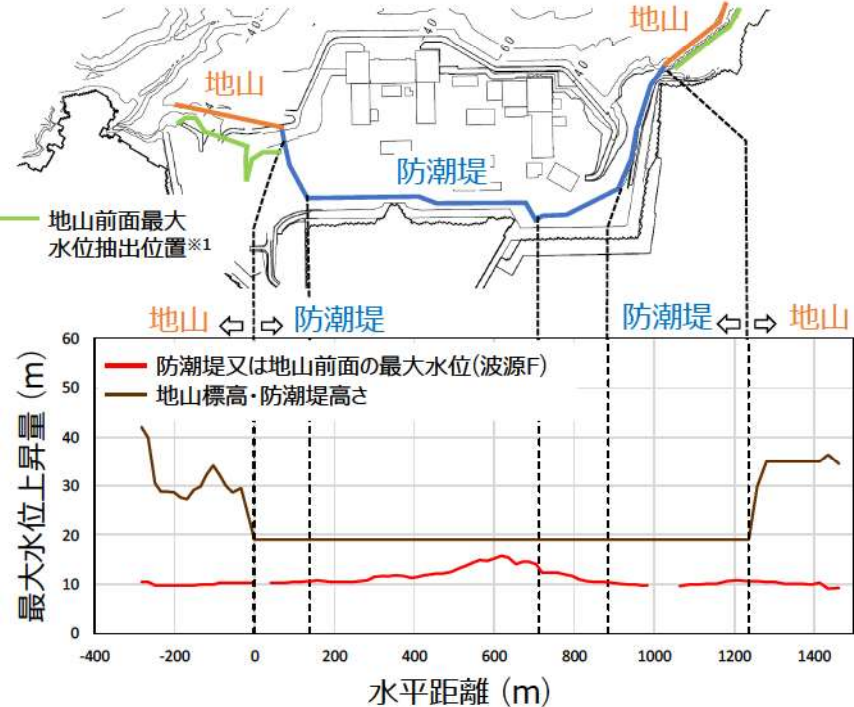 地山
40
60
40
40
地山
防潮堤
地山前面最大
水位抽出位置※1
地山 ⇦ ⇨ 防潮堤
防潮堤 ⇦ ⇨ 地山
最大水位上昇量 (m)
60
50
40
30
20
10
0
防潮堤又は地山前面の最大水位(波源F)
地山標高・防潮堤高さ
-400 -200 0 200 400 600 800 1000 1200 1400
水平距離 (m)